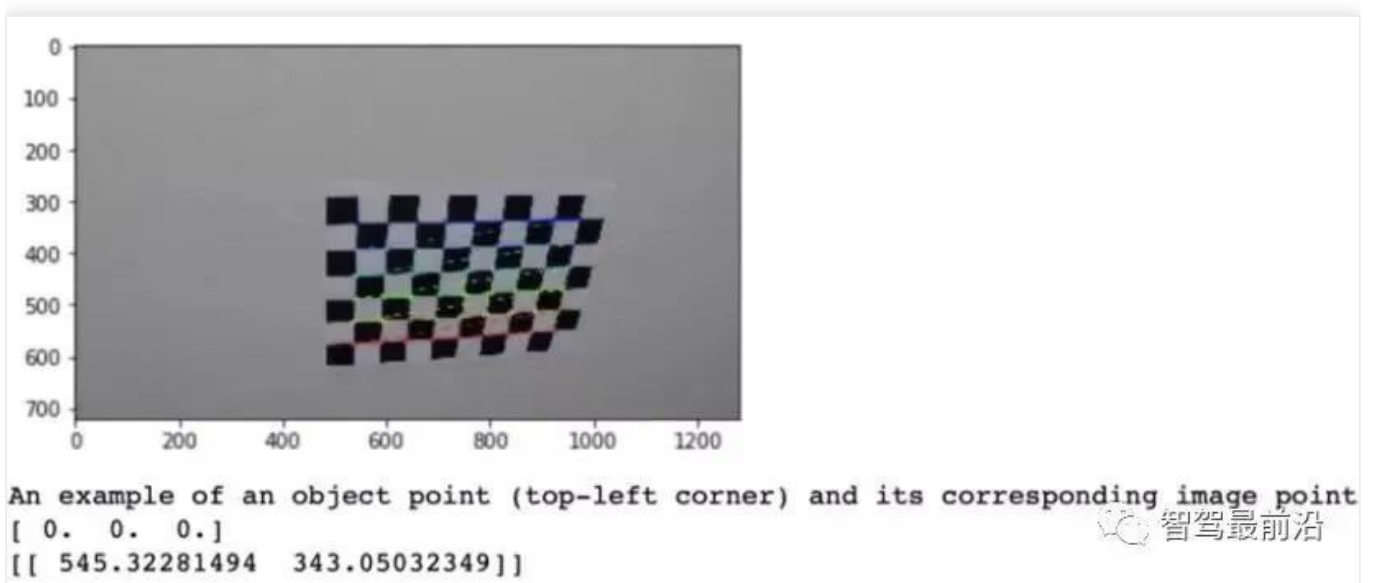 0
100
200
300
400
500
600
700
0 200 400 600 800 1000 1200
An example of an object point (top-left corner) and its corresponding image point
[ 0. 0. 0.]
[[ 545.32281494 343.05032349]]
智驾最前沿